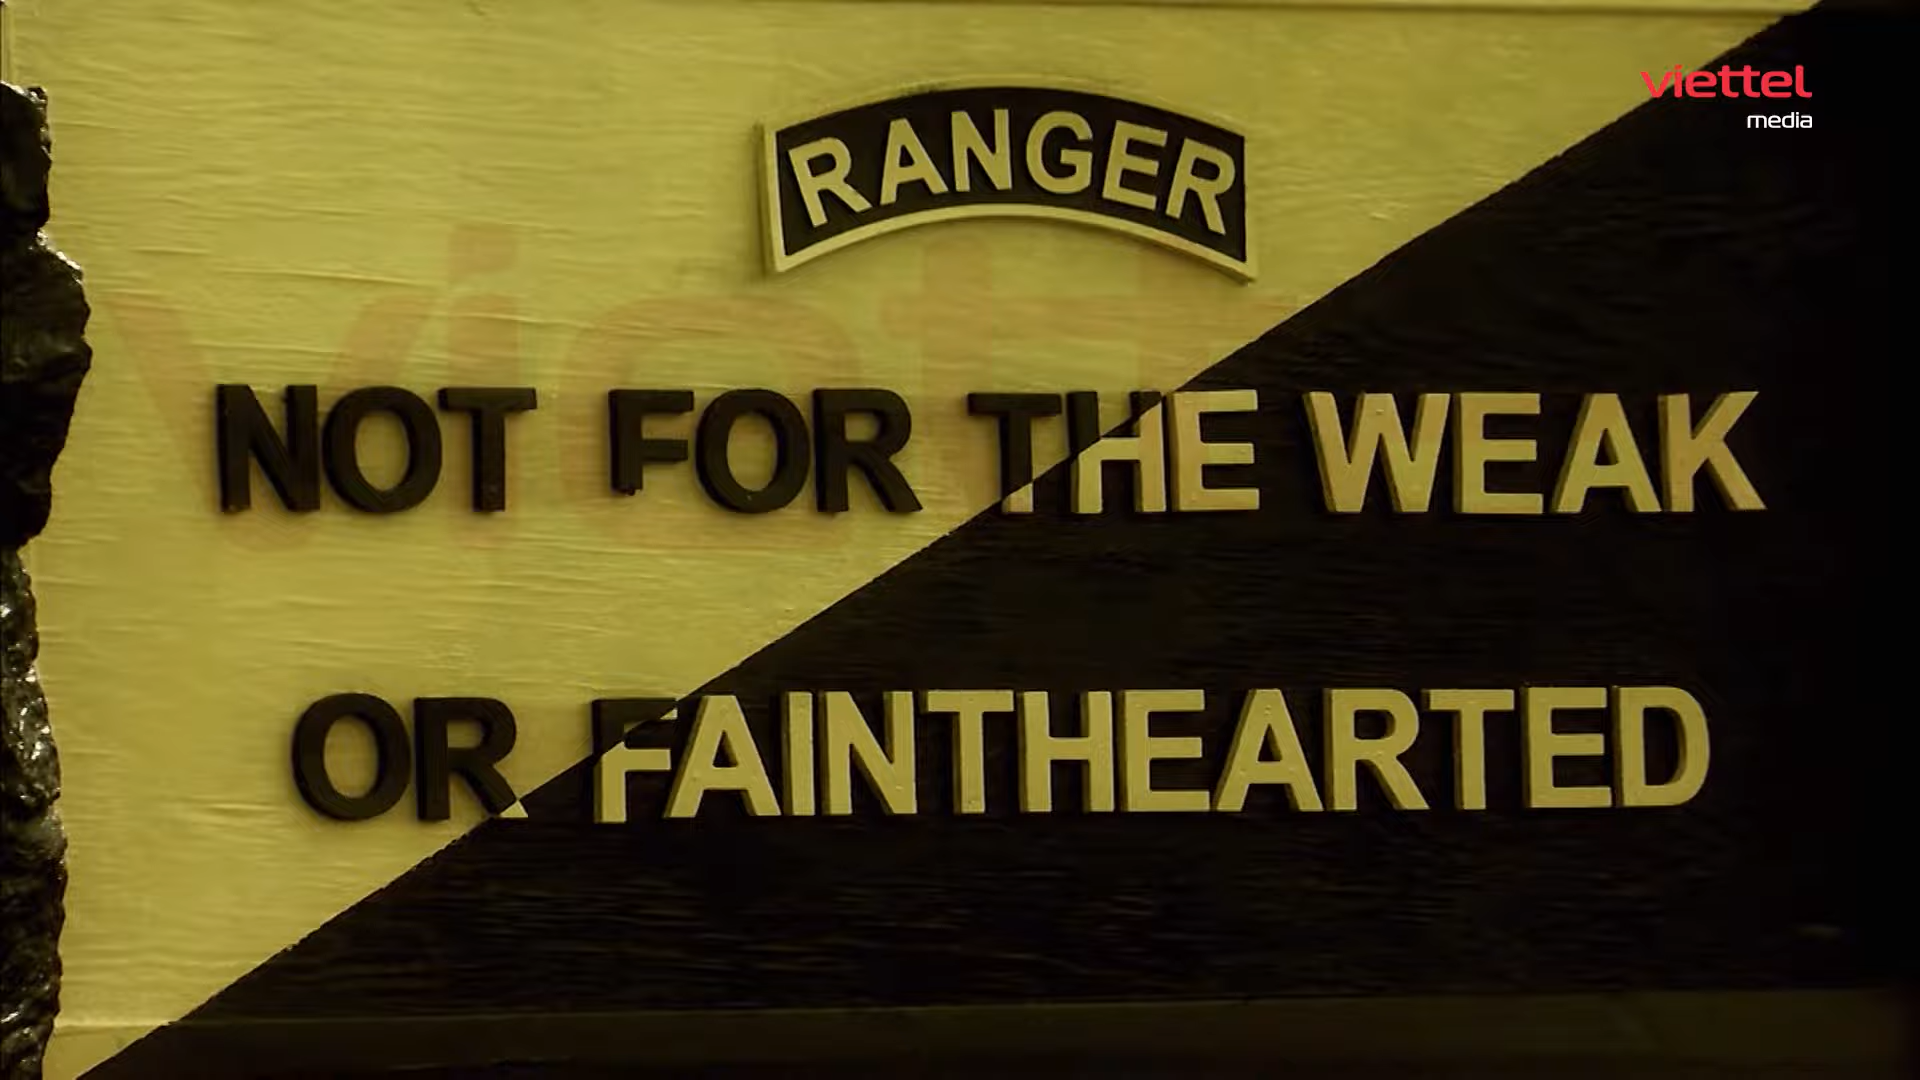 viettel
media
RANGER
NOT FOR THE WEAK
OR FAINTHEARTED